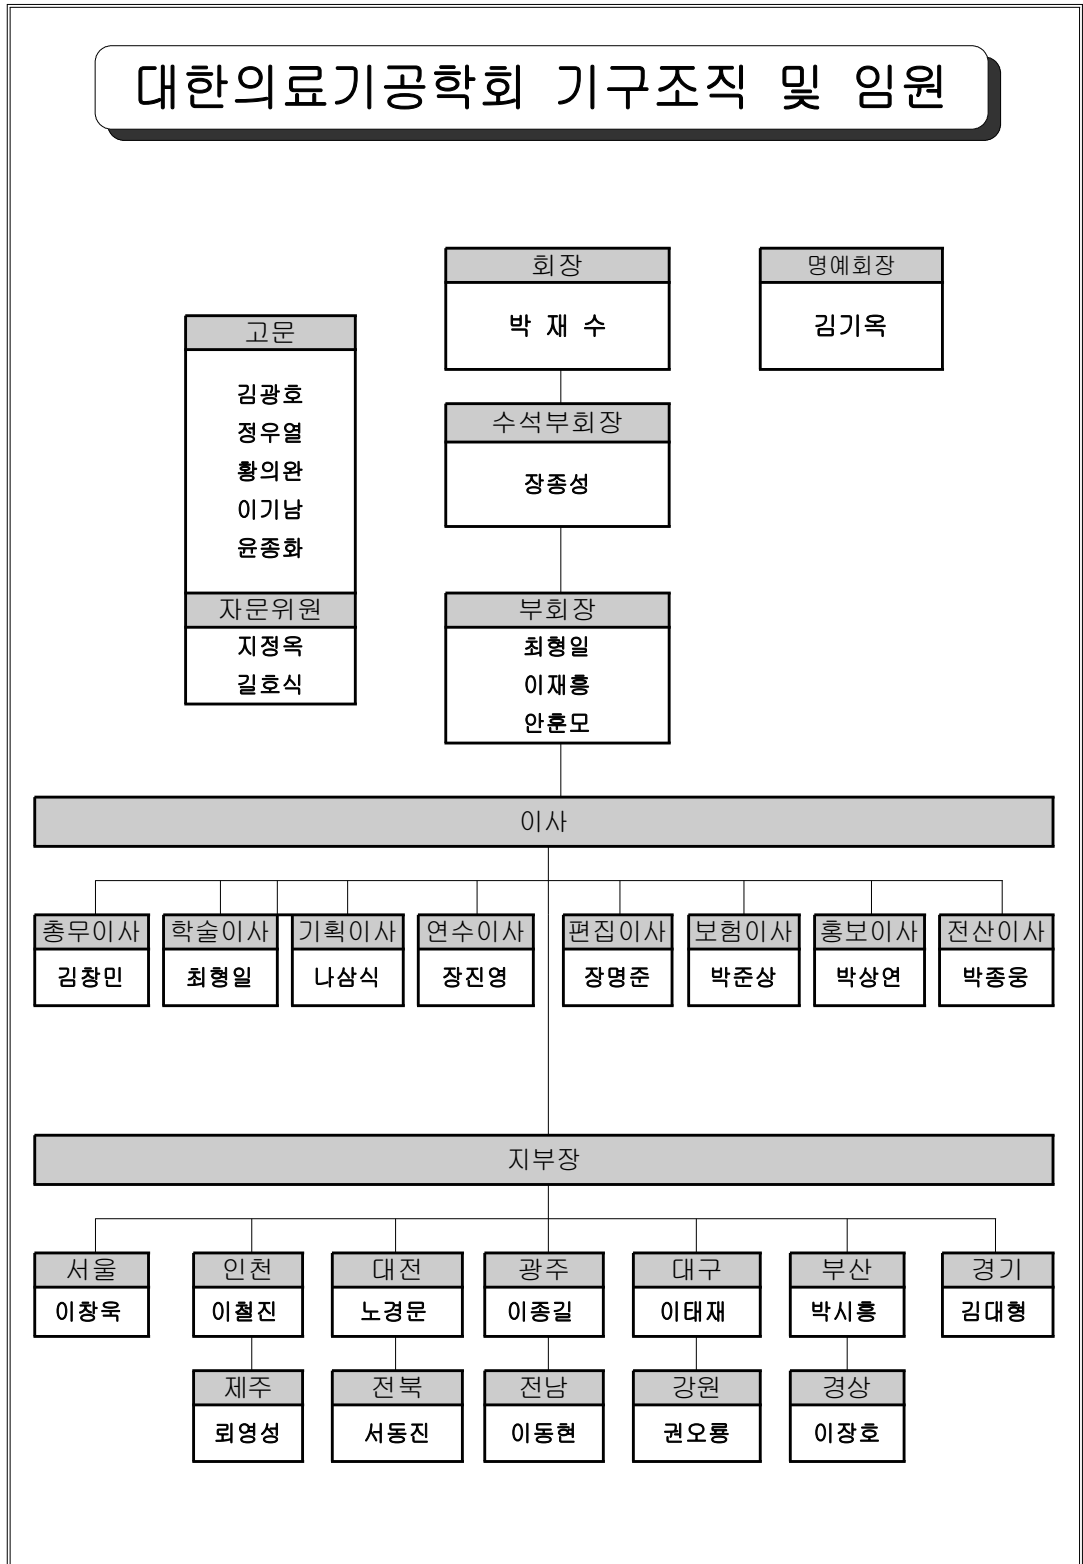 대한의료기공학회 기구조직 및 임원
회장
박 재 수
명예회장
김기옥
고문
김광호
정우열
황의완
이기남
윤종화
자문위원
지정옥
길호식
수석부회장
장종성
부회장
최형일
이재흥
안훈모
이사
총무이사 학술이사 기획이사 연수이사 편집이사 보험이사 홍보이사 전산이사
김창민 최형일 나삼식 장진영 장명준 박준상 박상연 박종웅
지부장
서울 인천 대전 광주 대구 부산 경기
이창욱 이철진 노경문 이종길 이태재 박시흥 김대형
제주 전북 전남 강원 경상
뢰영성 서동진 이동현 권오룡 이장호